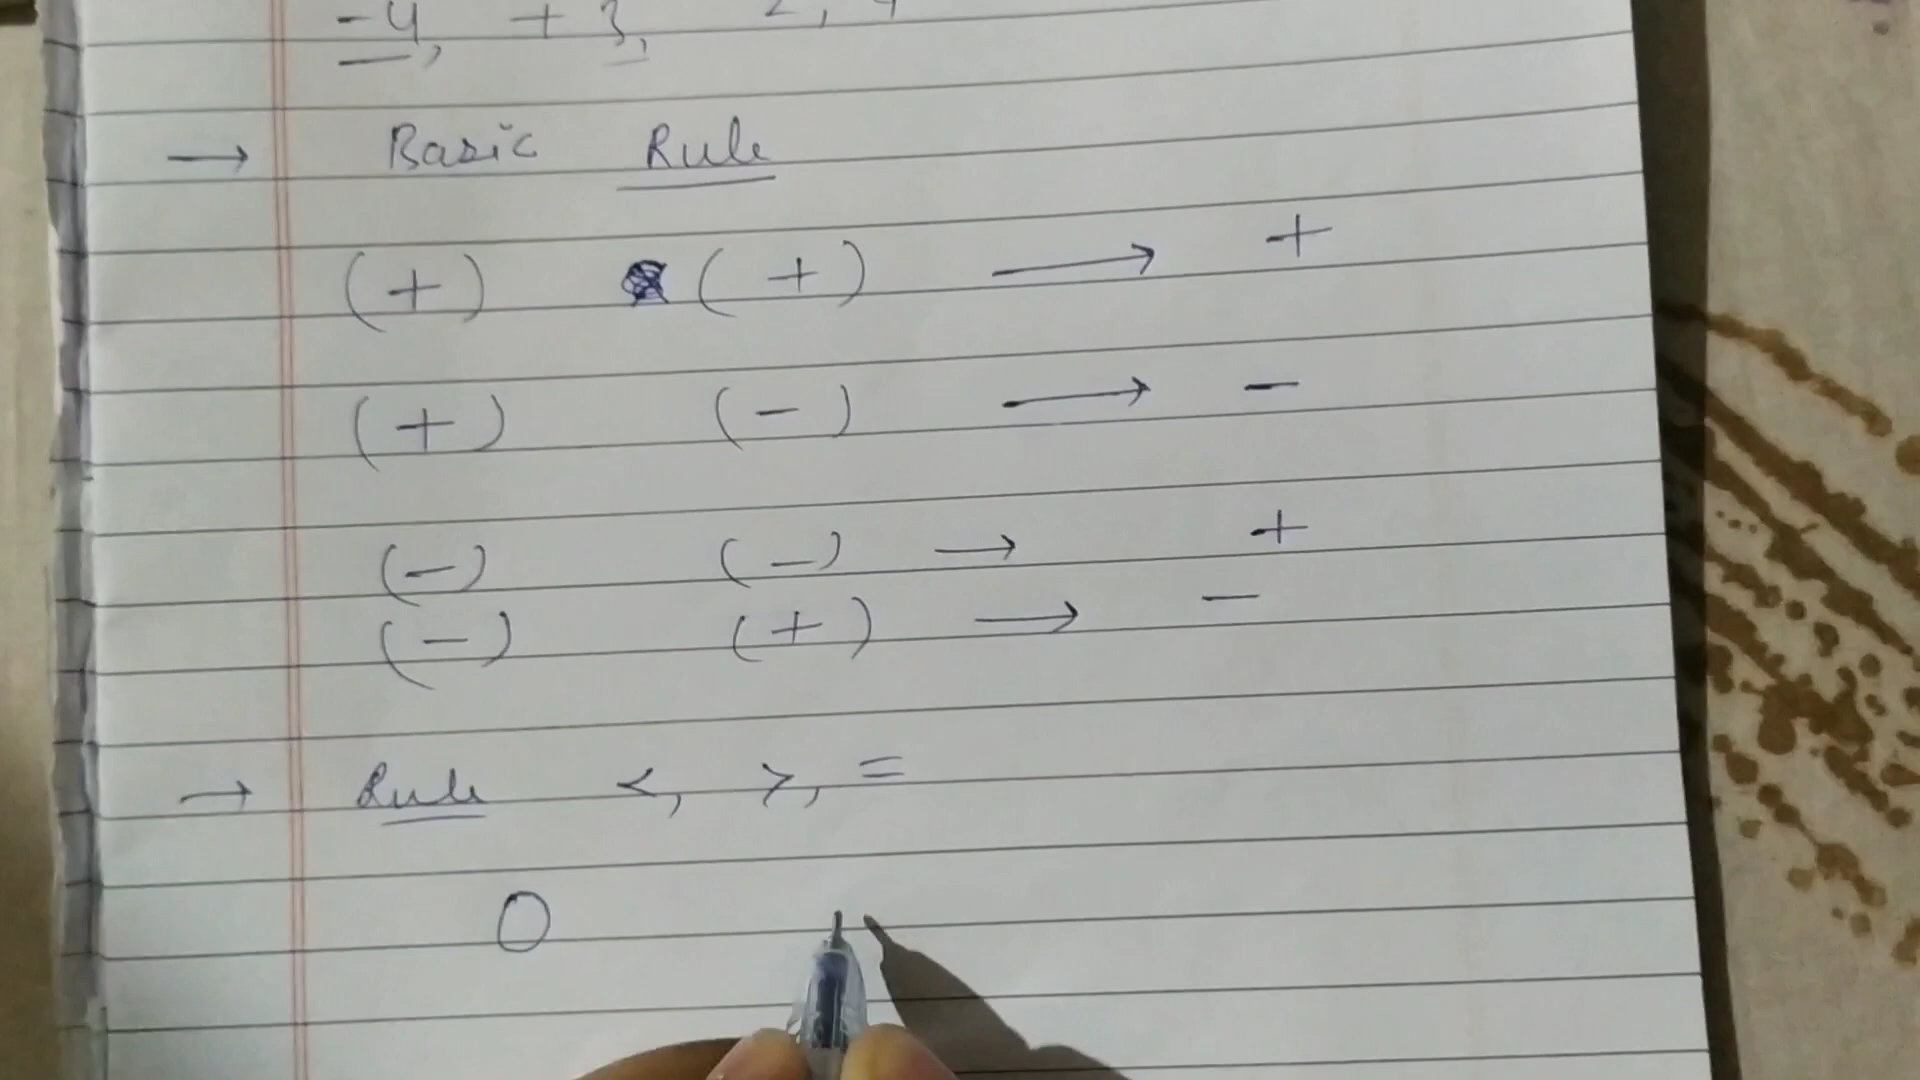 -4, + 3,
→ Basic Rule
(+) (+) → +
(+) (-) → -
(-) (-) → +
(-) (+) → -
→ Rule <, >, =
0